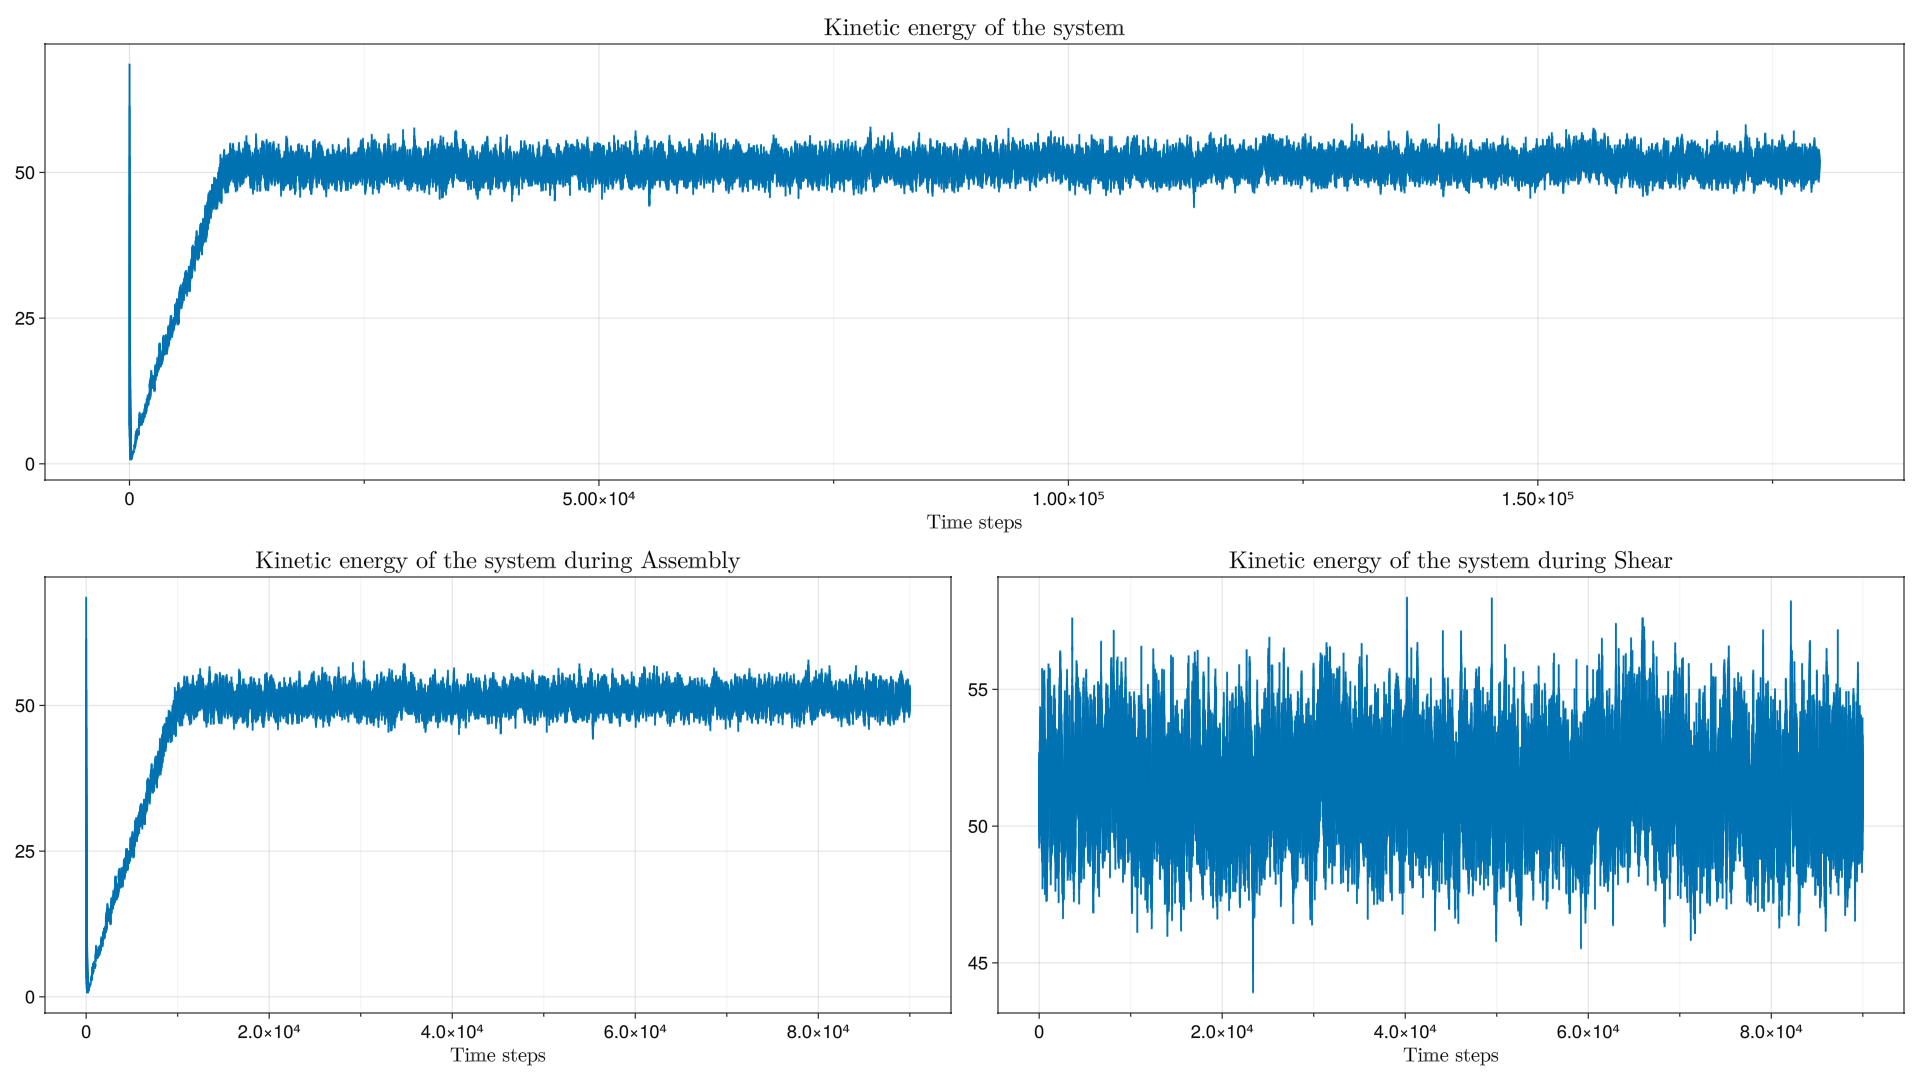 Kinetic energy of the system
50
25
0
0 5.00×10⁴ 1.00×10⁵ 1.50×10⁵
Time steps
Kinetic energy of the system during Assembly
50
25
0
0 2.0×10⁴ 4.0×10⁴ 6.0×10⁴ 8.0×10⁴
Time steps
Kinetic energy of the system during Shear
55
50
45
0 2.0×10⁴ 4.0×10⁴ 6.0×10⁴ 8.0×10⁴
Time steps